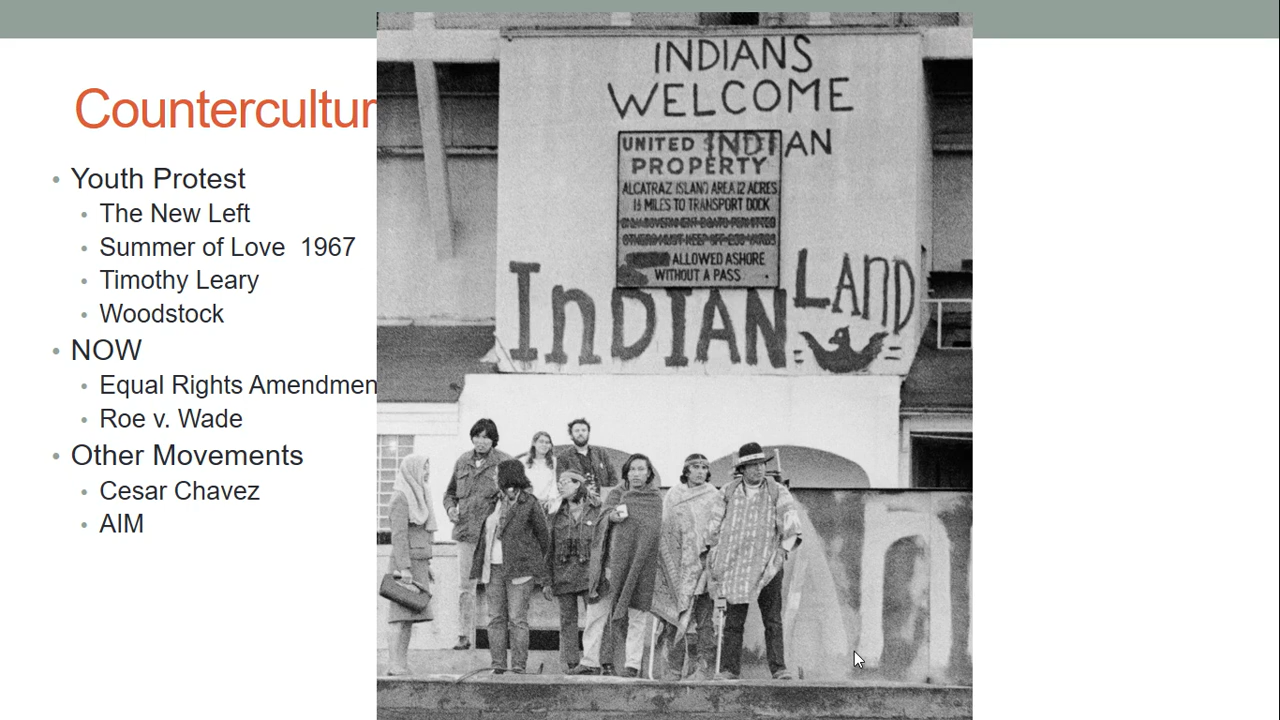 Countercultur
Youth Protest
The New Left
Summer of Love 1967
Timothy Leary
Woodstock
NOW
Equal Rights Amendmen
Roe v. Wade
Other Movements
Cesar Chavez
AIM
INDIANS
WELCOME
UNITED INDIAN
PROPERTY
ALCATRAZ ISLAND AREA 12 ACRES
1½ MILES TO TRANSPORT DOCK
ALLOWED ASHORE
WITHOUT A PASS
INDIAN LAND